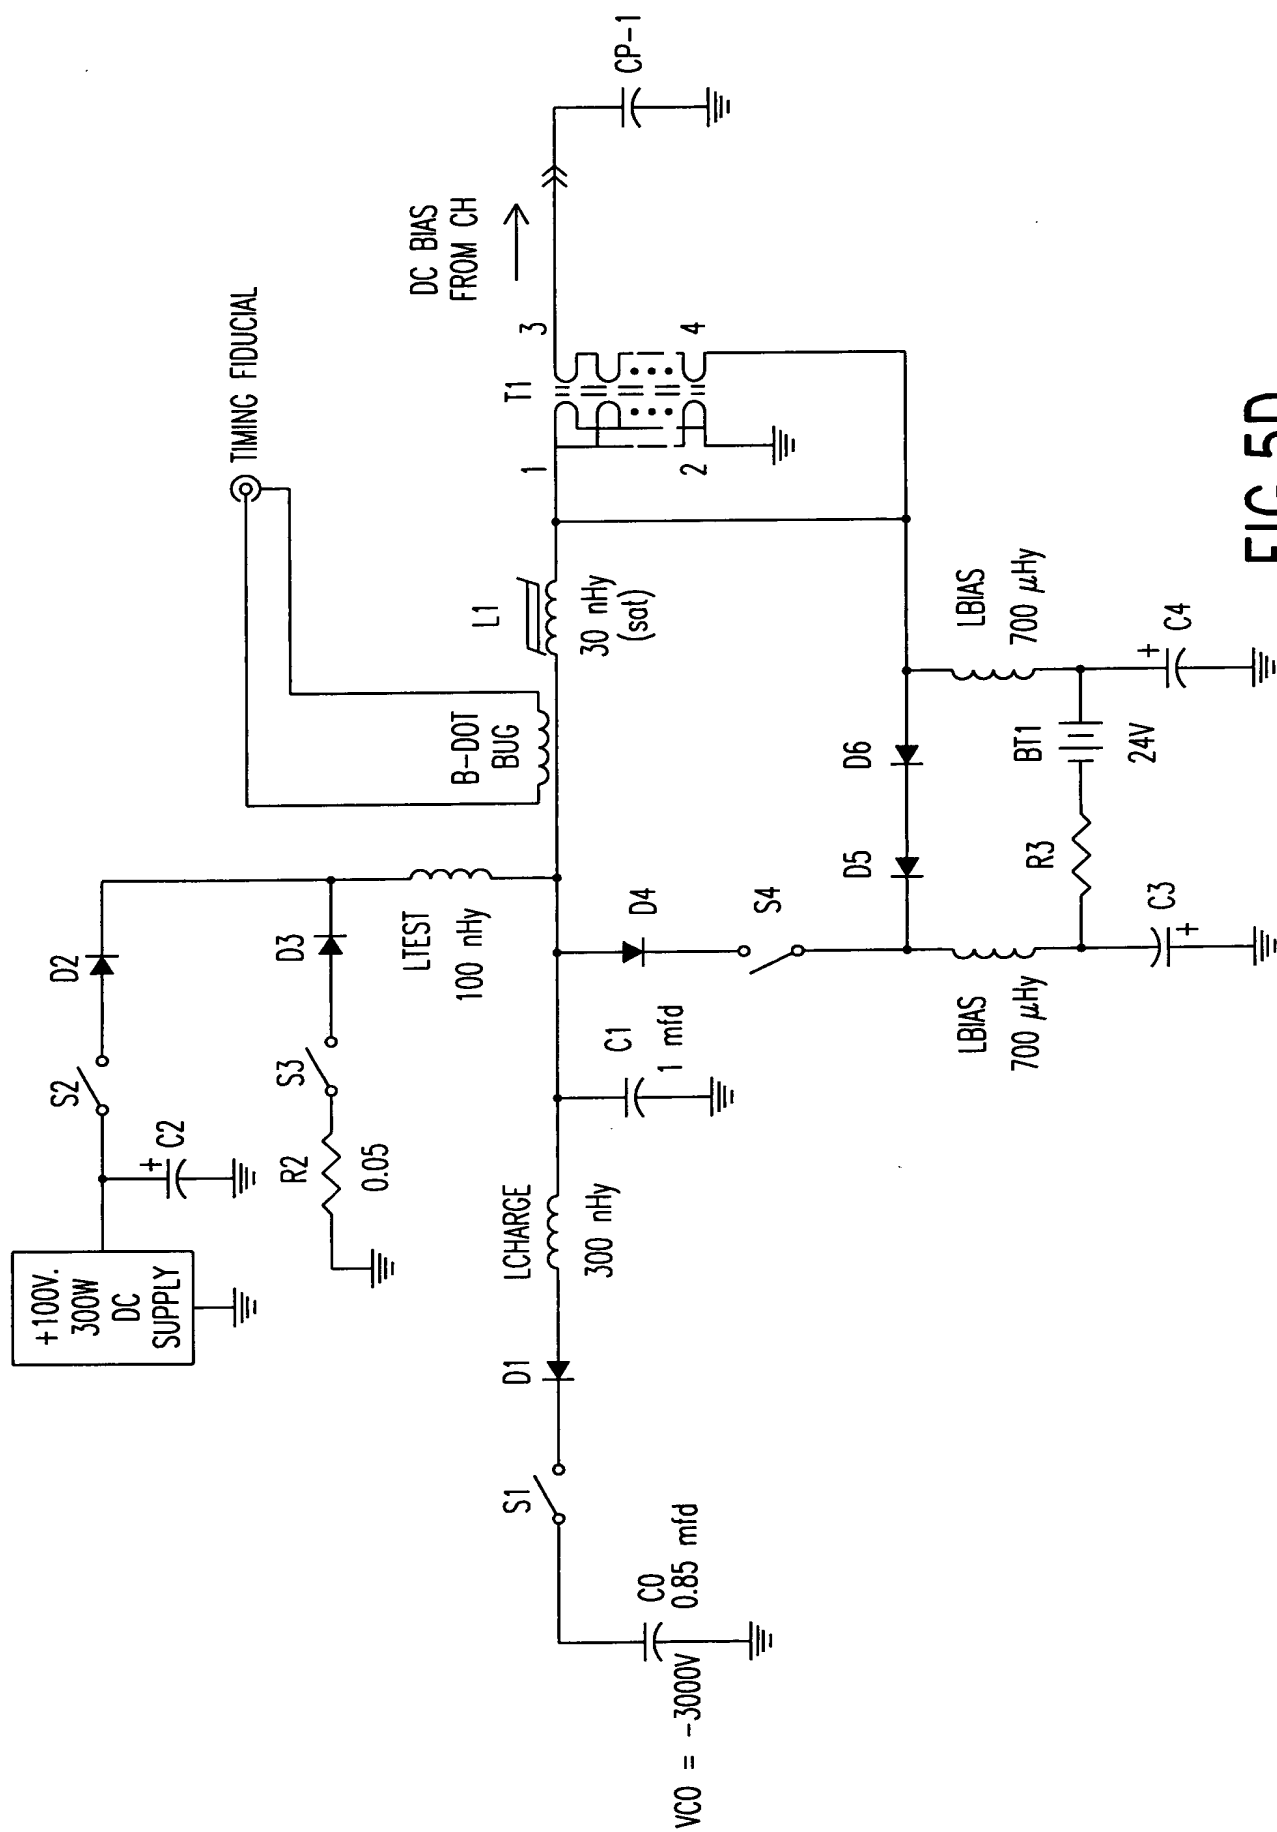 +100V.
300W
DC
SUPPLY
S2
D2
C2
+
R2
0.05
S3
D3
LTEST
100 nHy
TIMING FIDUCIAL
B-DOT
BUG
L1
30 nHy
(sat)
DC BIAS
FROM CH
T1
1
3
2
4
CP-1
VCO = -3000V
C0
0.85 mfd
S1
D1
LCHARGE
300 nHy
C1
1 mfd
D4
S4
D5
D6
LBIAS
700 µHy
LBIAS
700 µHy
R3
BT1
24V
C3
+
C4
+
FIG.5D